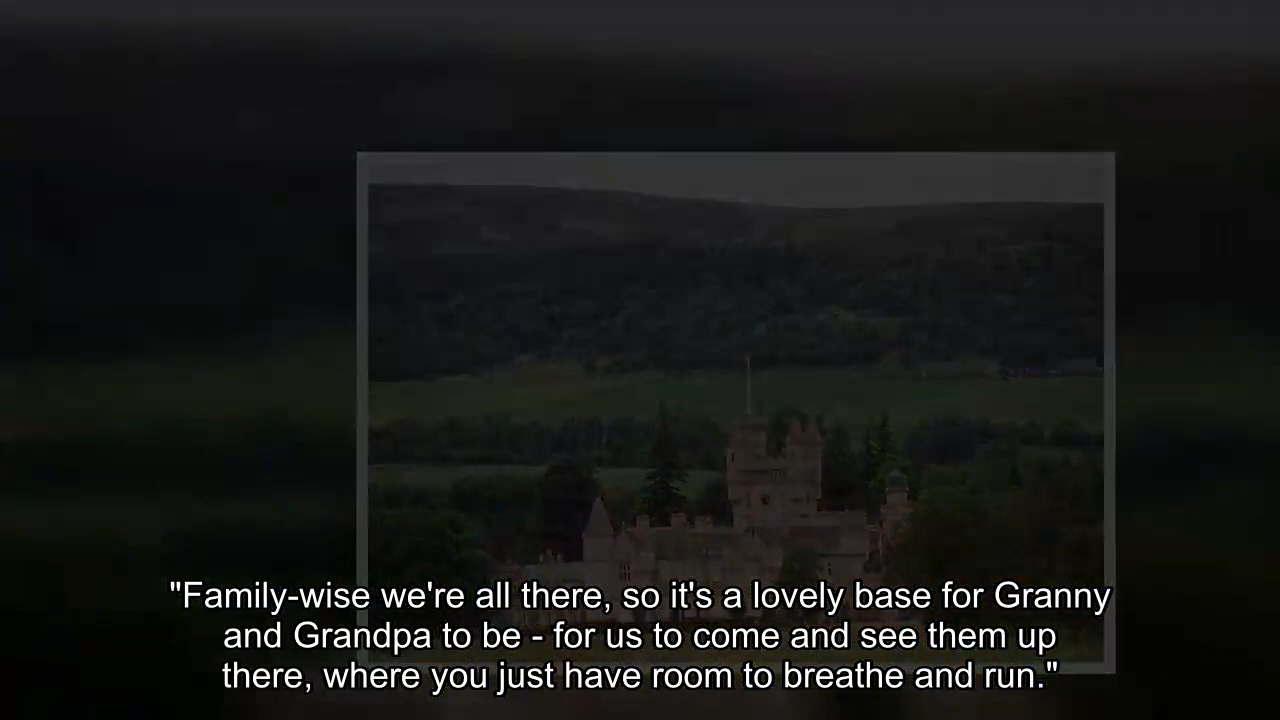 "Family-wise we're all there, so it's a lovely base for Granny
and Grandpa to be - for us to come and see them up
there, where you just have room to breathe and run."